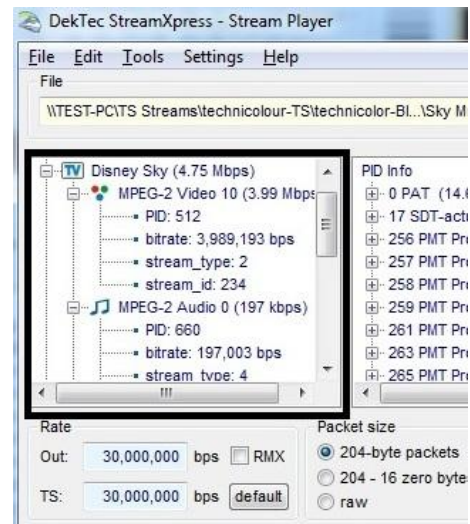 DekTec StreamXpress - Stream Player
File Edit Tools Settings Help
File
\\TEST-PC\TS Streams\technicolour-TS\technicolor-Bl...\Sky M
TV Disney Sky (4.75 Mbps)
MPEG-2 Video 10 (3.99 Mbps
PID: 512
bitrate: 3,989,193 bps
stream_type: 2
stream_id: 234
MPEG-2 Audio 0 (197 kbps)
PID: 660
bitrate: 197,003 bps
stream_type: 4
PID Info
0 PAT (14.6
17 SDT-actu
256 PMT Pro
257 PMT Pro
258 PMT Pro
259 PMT Pro
261 PMT Pro
263 PMT Pro
265 PMT Pro
Rate
Out: 30,000,000 bps RMX
TS: 30,000,000 bps default
Packet size
204-byte packets
204 - 16 zero byte
raw